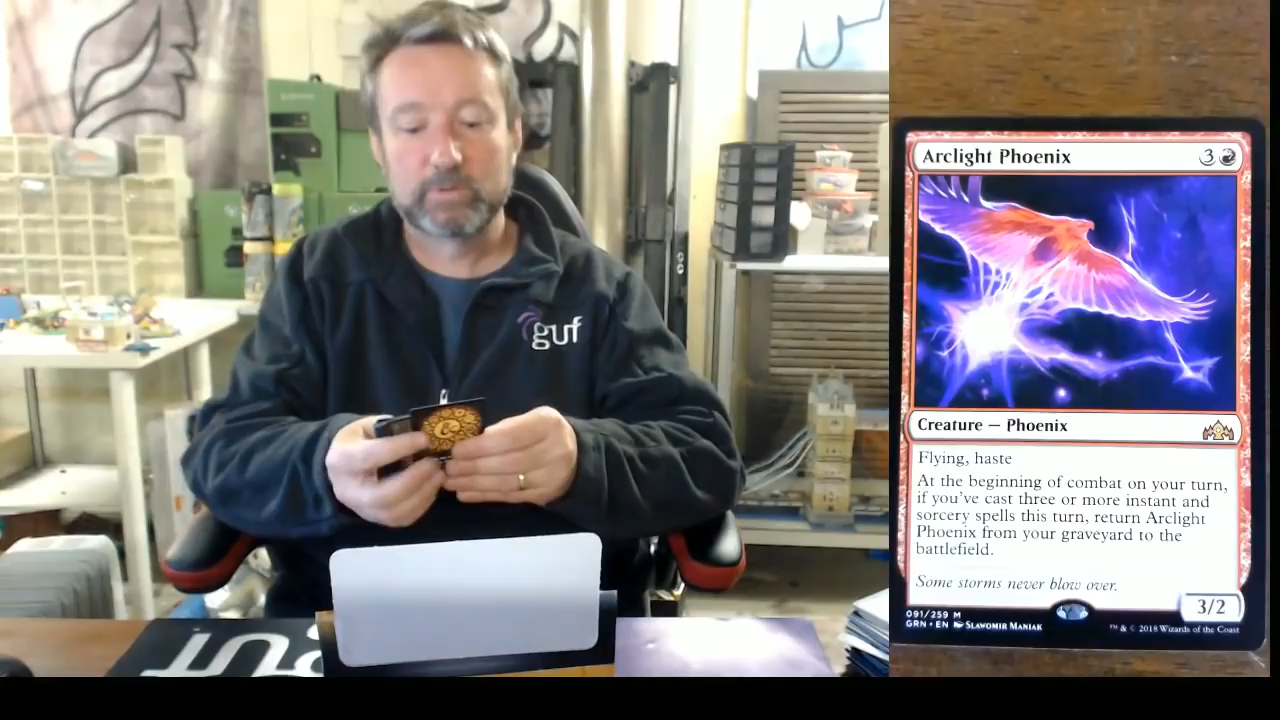 guf
GUF
Arclight Phoenix
3
Creature — Phoenix
Flying, haste
At the beginning of combat on your turn,
if you've cast three or more instant and
sorcery spells this turn, return Arclight
Phoenix from your graveyard to the
battlefield.
Some storms never blow over.
3/2
091/259 M
GRN • EN SLAWOMIR MANIAK
™ & © 2018 Wizards of the Coast